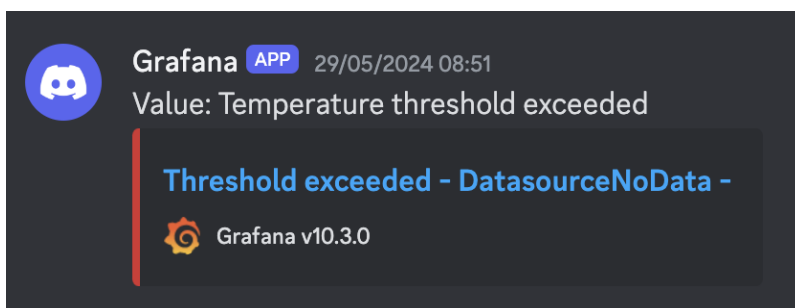 Grafana APP 29/05/2024 08:51
Value: Temperature threshold exceeded
Threshold exceeded - DatasourceNoData -
Grafana v10.3.0